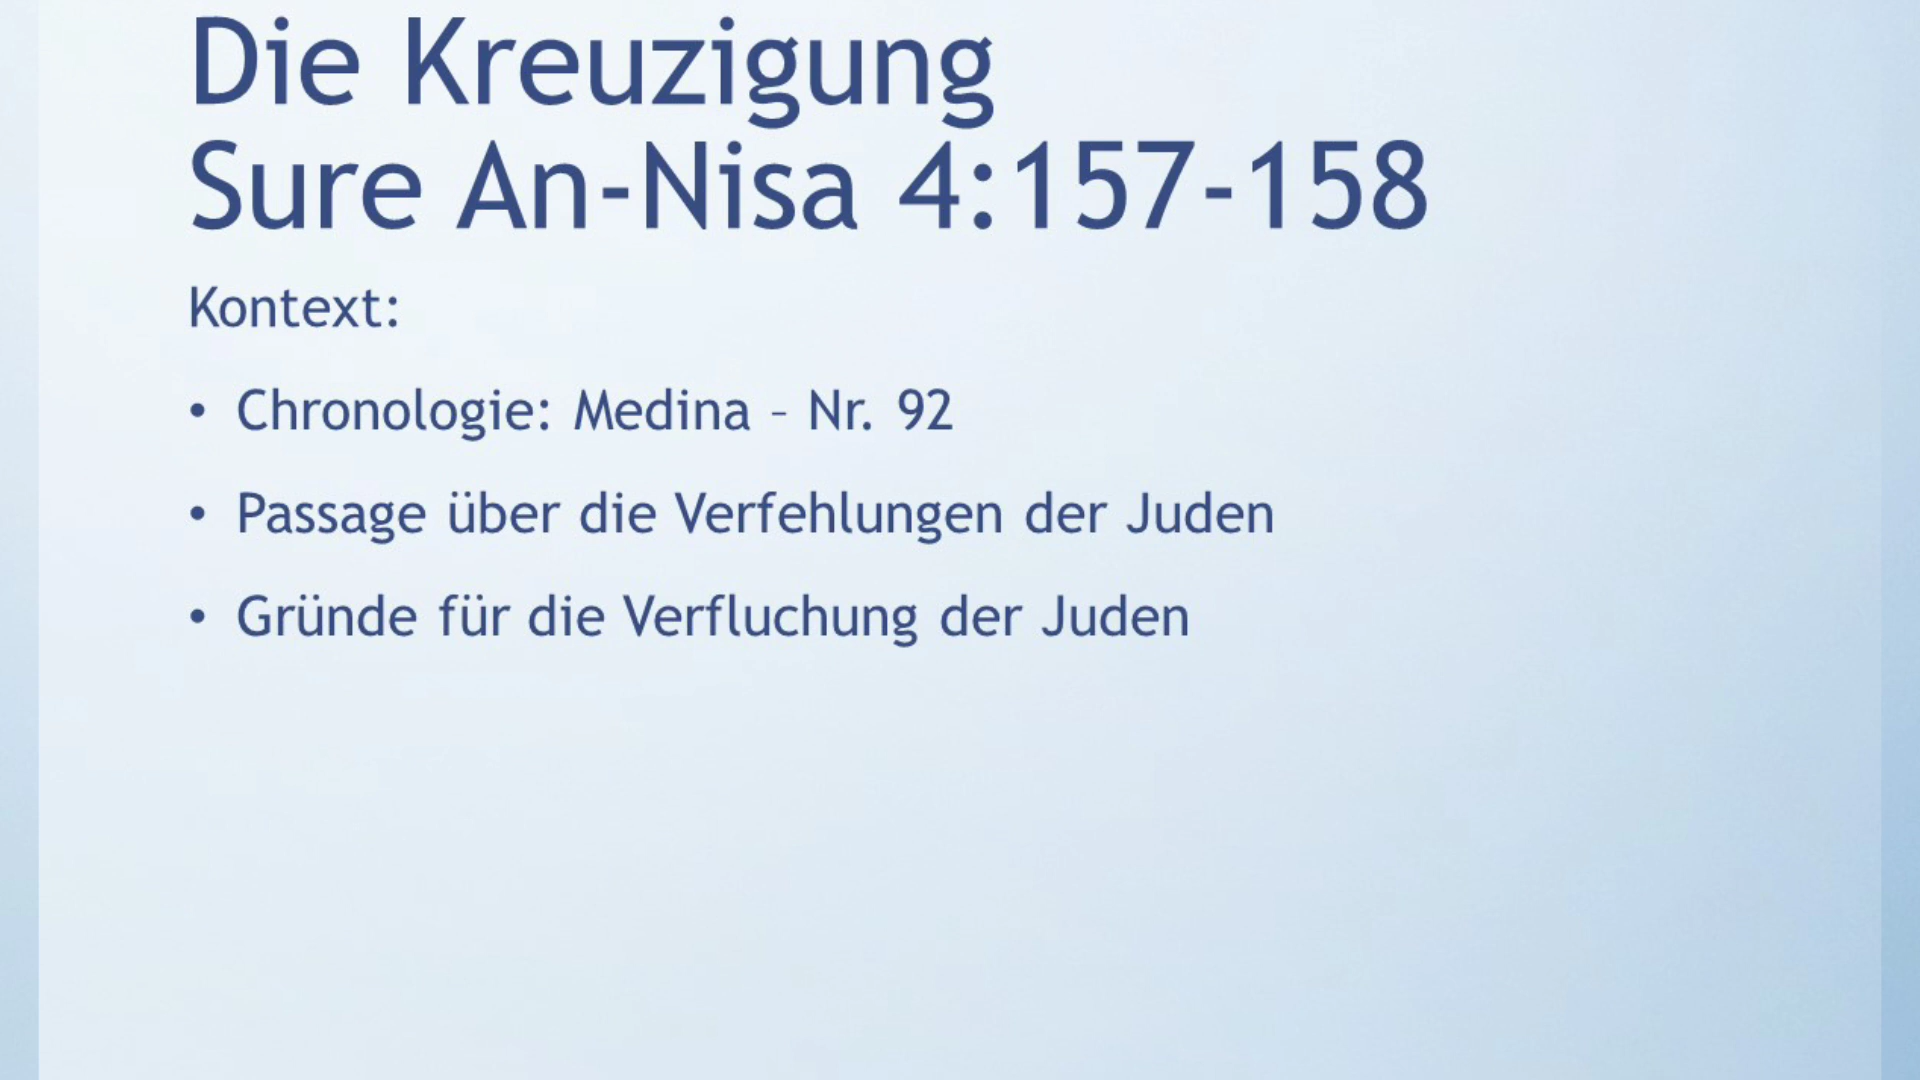 Die Kreuzigung
Sure An-Nisa 4:157-158
Kontext:
• Chronologie: Medina – Nr. 92
• Passage über die Verfehlungen der Juden
• Gründe für die Verfluchung der Juden